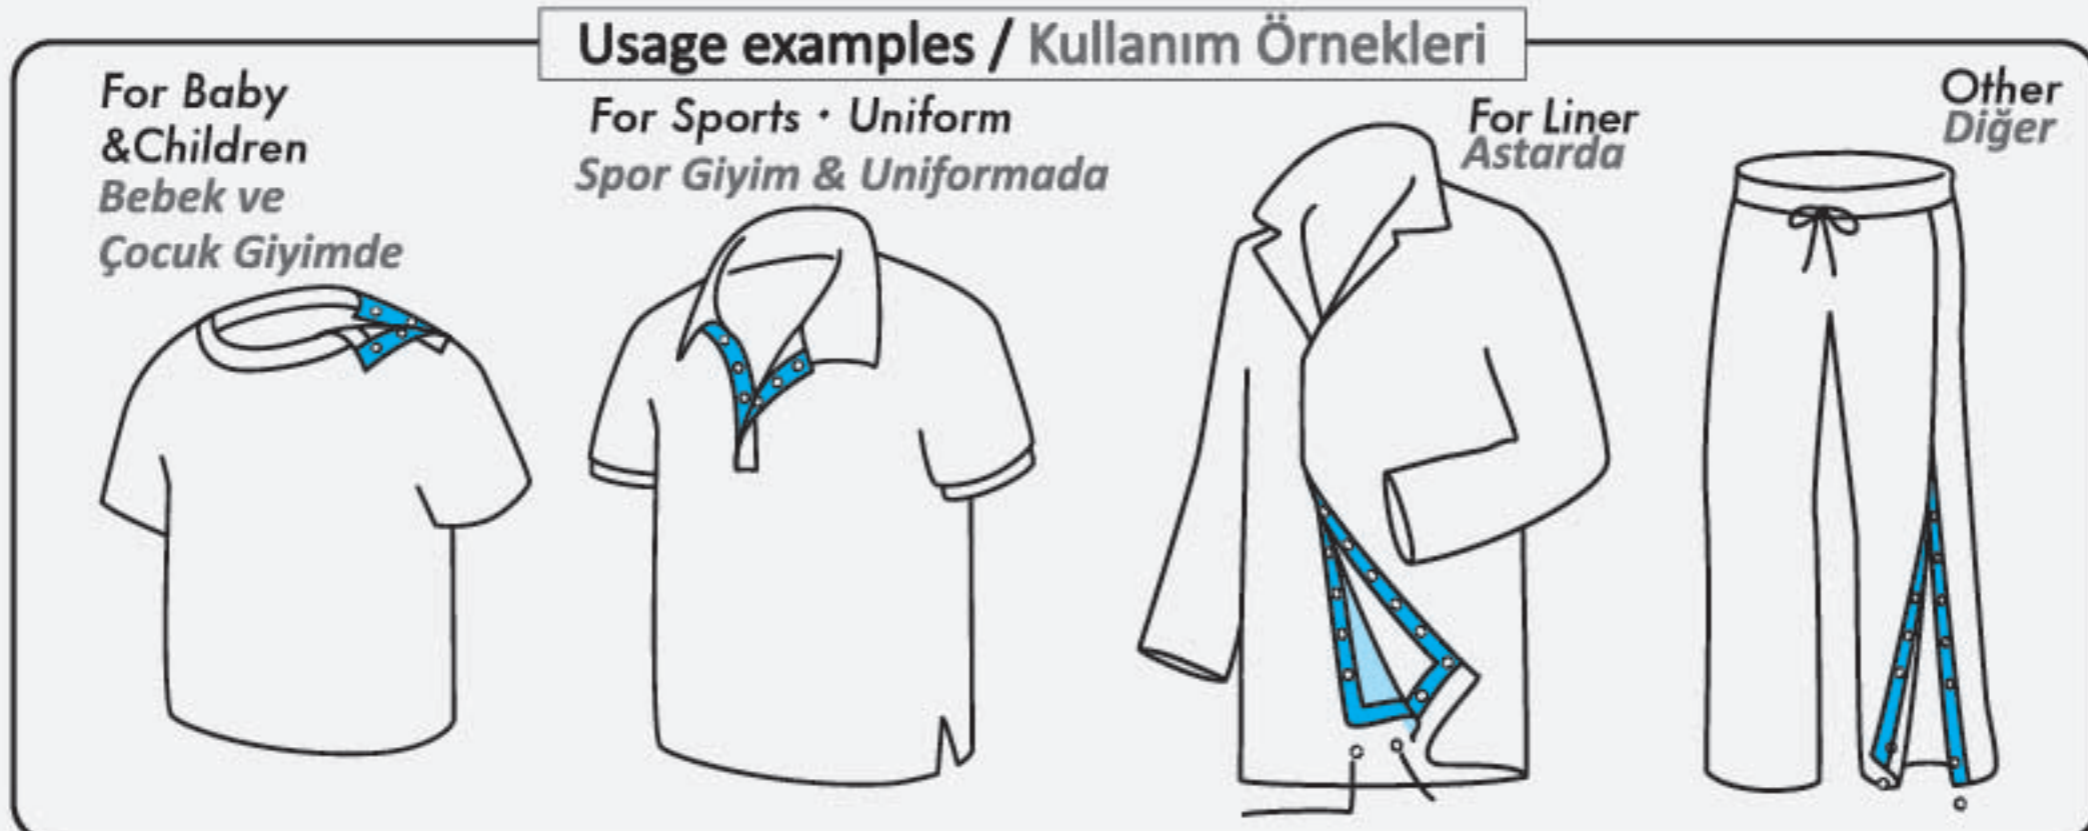 Usage examples / Kullanım Örnekleri
For Baby
&Children
Bebek ve
Çocuk Giyimde
For Sports · Uniform
Spor Giyim & Uniformada
For Liner
Astarda
Other
Diğer